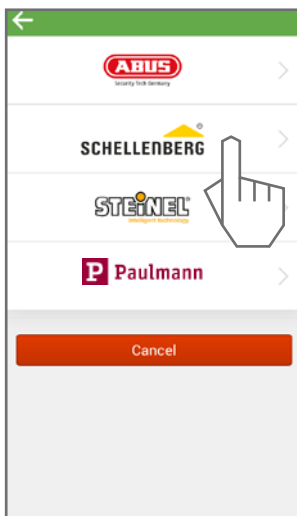 ABUS
Security Tech Germany
SCHELLENBERG
®
STEINEL
intelligent technology
P Paulmann
Cancel